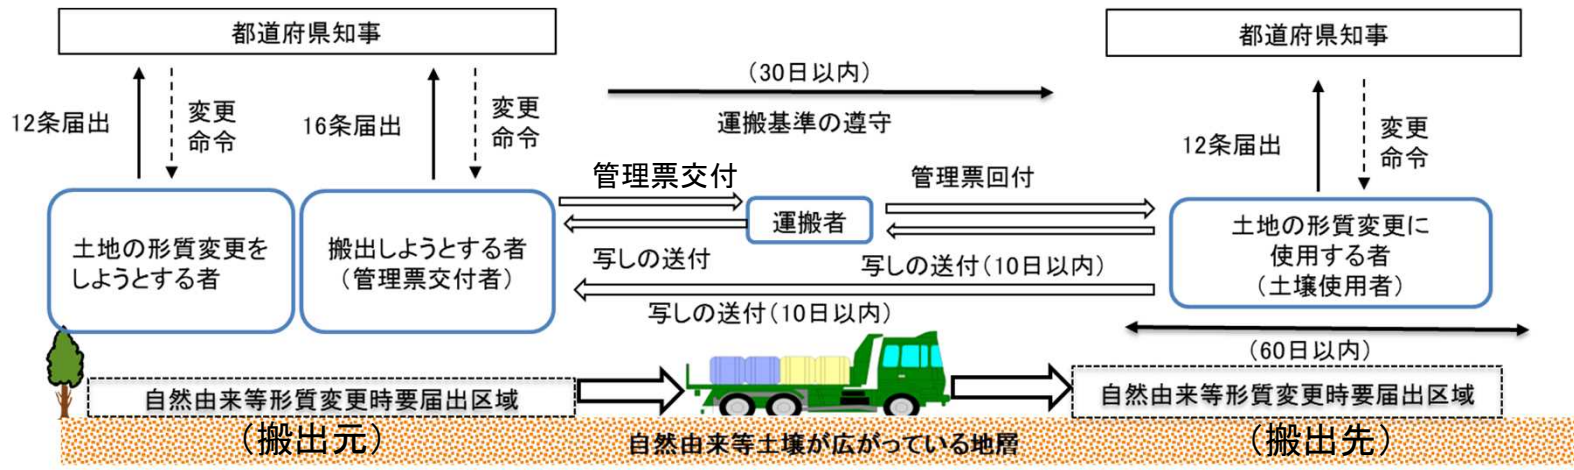 都道府県知事
都道府県知事
12条届出
変更
命令
16条届出
変更
命令
(30日以内)
運搬基準の遵守
12条届出
変更
命令
管理票交付
管理票回付
土地の形質変更を
しようとする者
搬出しようとする者
(管理票交付者)
運搬者
土地の形質変更に
使用する者
(土壌使用者)
写しの送付
写しの送付(10日以内)
写しの送付(10日以内)
(60日以内)
自然由来等形質変更時要届出区域
自然由来等形質変更時要届出区域
(搬出元)
自然由来等土壌が広がっている地層
(搬出先)